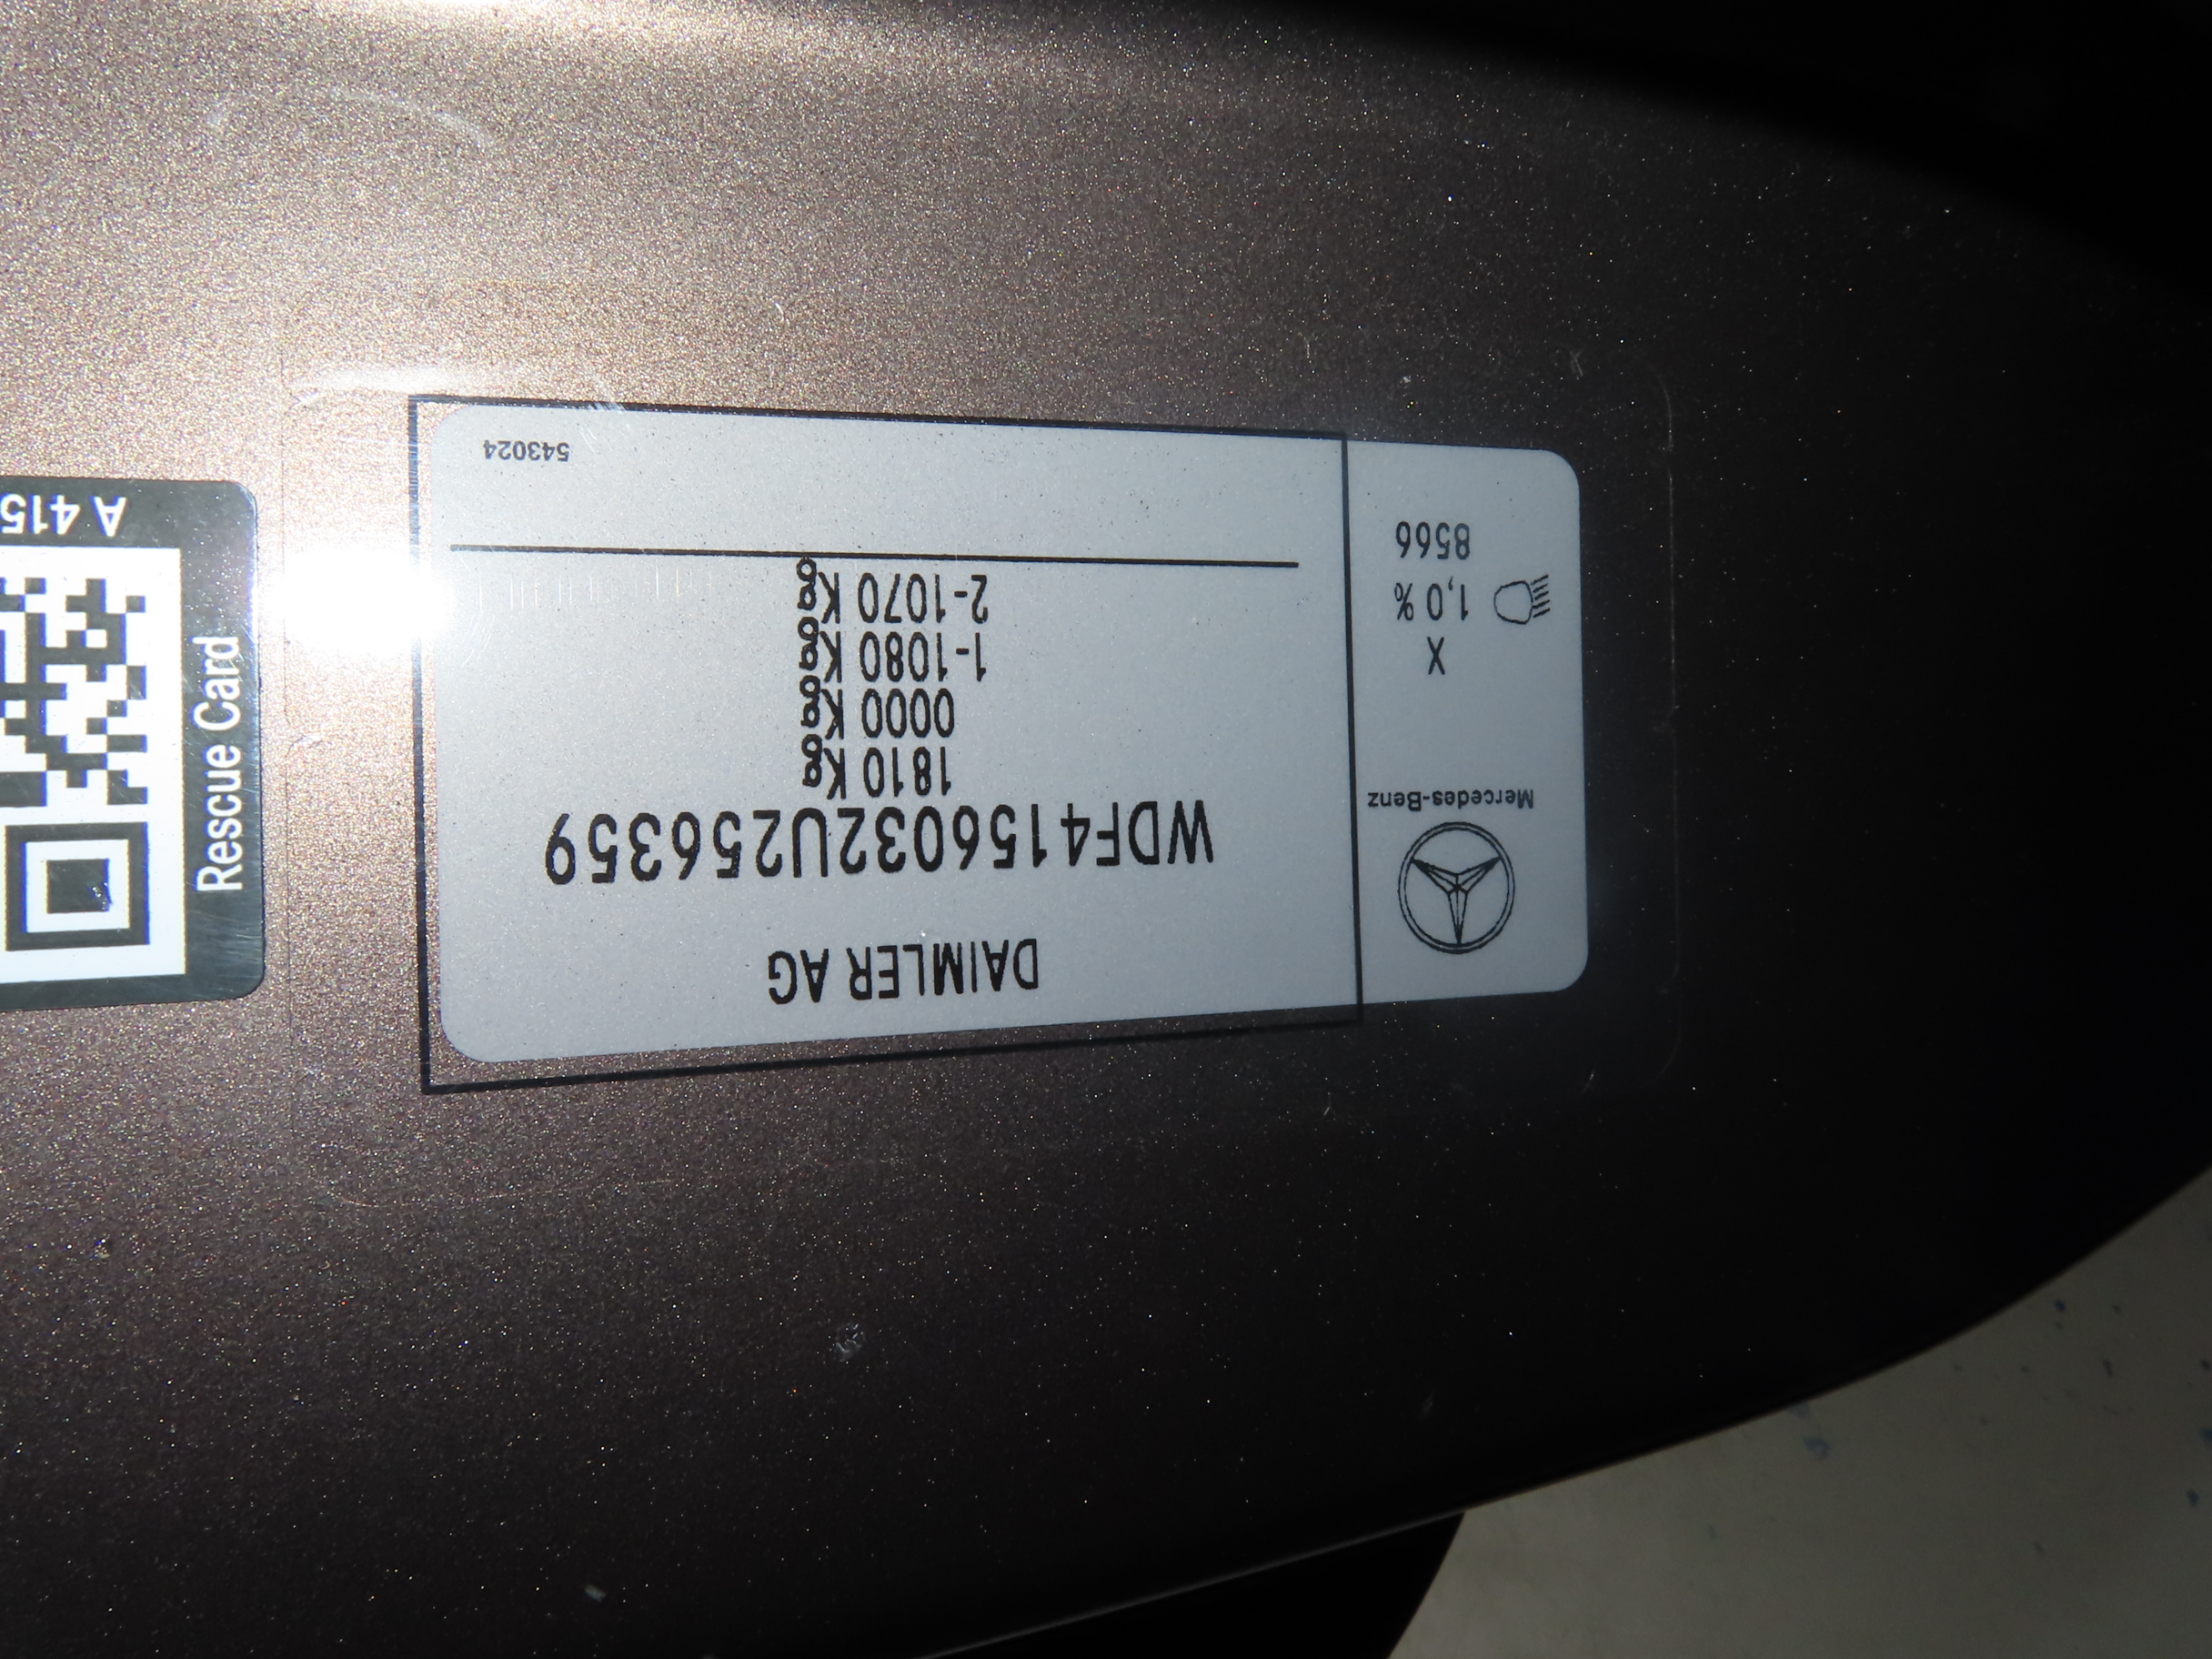 Mercedes-Benz
X
1,0 %
8566
DAIMLER AG
WDF4156032U256359
1810 Kg
0000 Kg
1-1080 Kg
2-1070 Kg
543024
Rescue Card
A 415